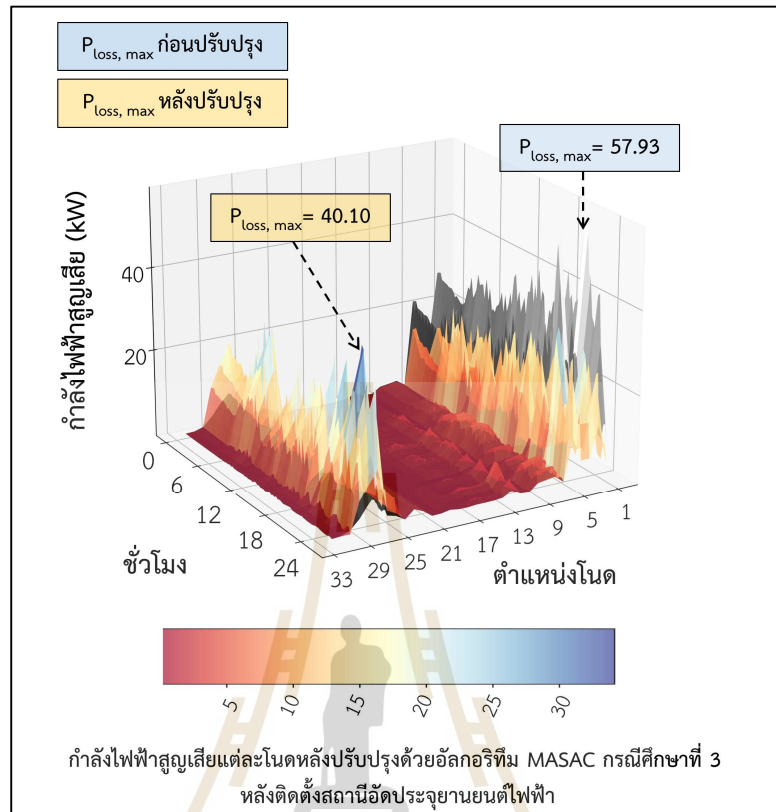 P loss, max ก่อนปรับปรุง
P loss, max หลังปรับปรุง
P loss, max = 57.93
P loss, max = 40.10
กำลังไฟฟ้าสูญเสีย (kW)
40
20
0
6
12
18
24
ชั่วโมง
33
29
25
21
17
13
9
5
1
ตำแหน่งโนด
5
10
15
20
25
30
กำลังไฟฟ้าสูญเสียแต่ละโนดหลังปรับปรุงด้วยอัลกอริทึม MASAC กรณีศึกษาที่ 3
หลังติดตั้งสถานีอัดประจุยานยนต์ไฟฟ้า